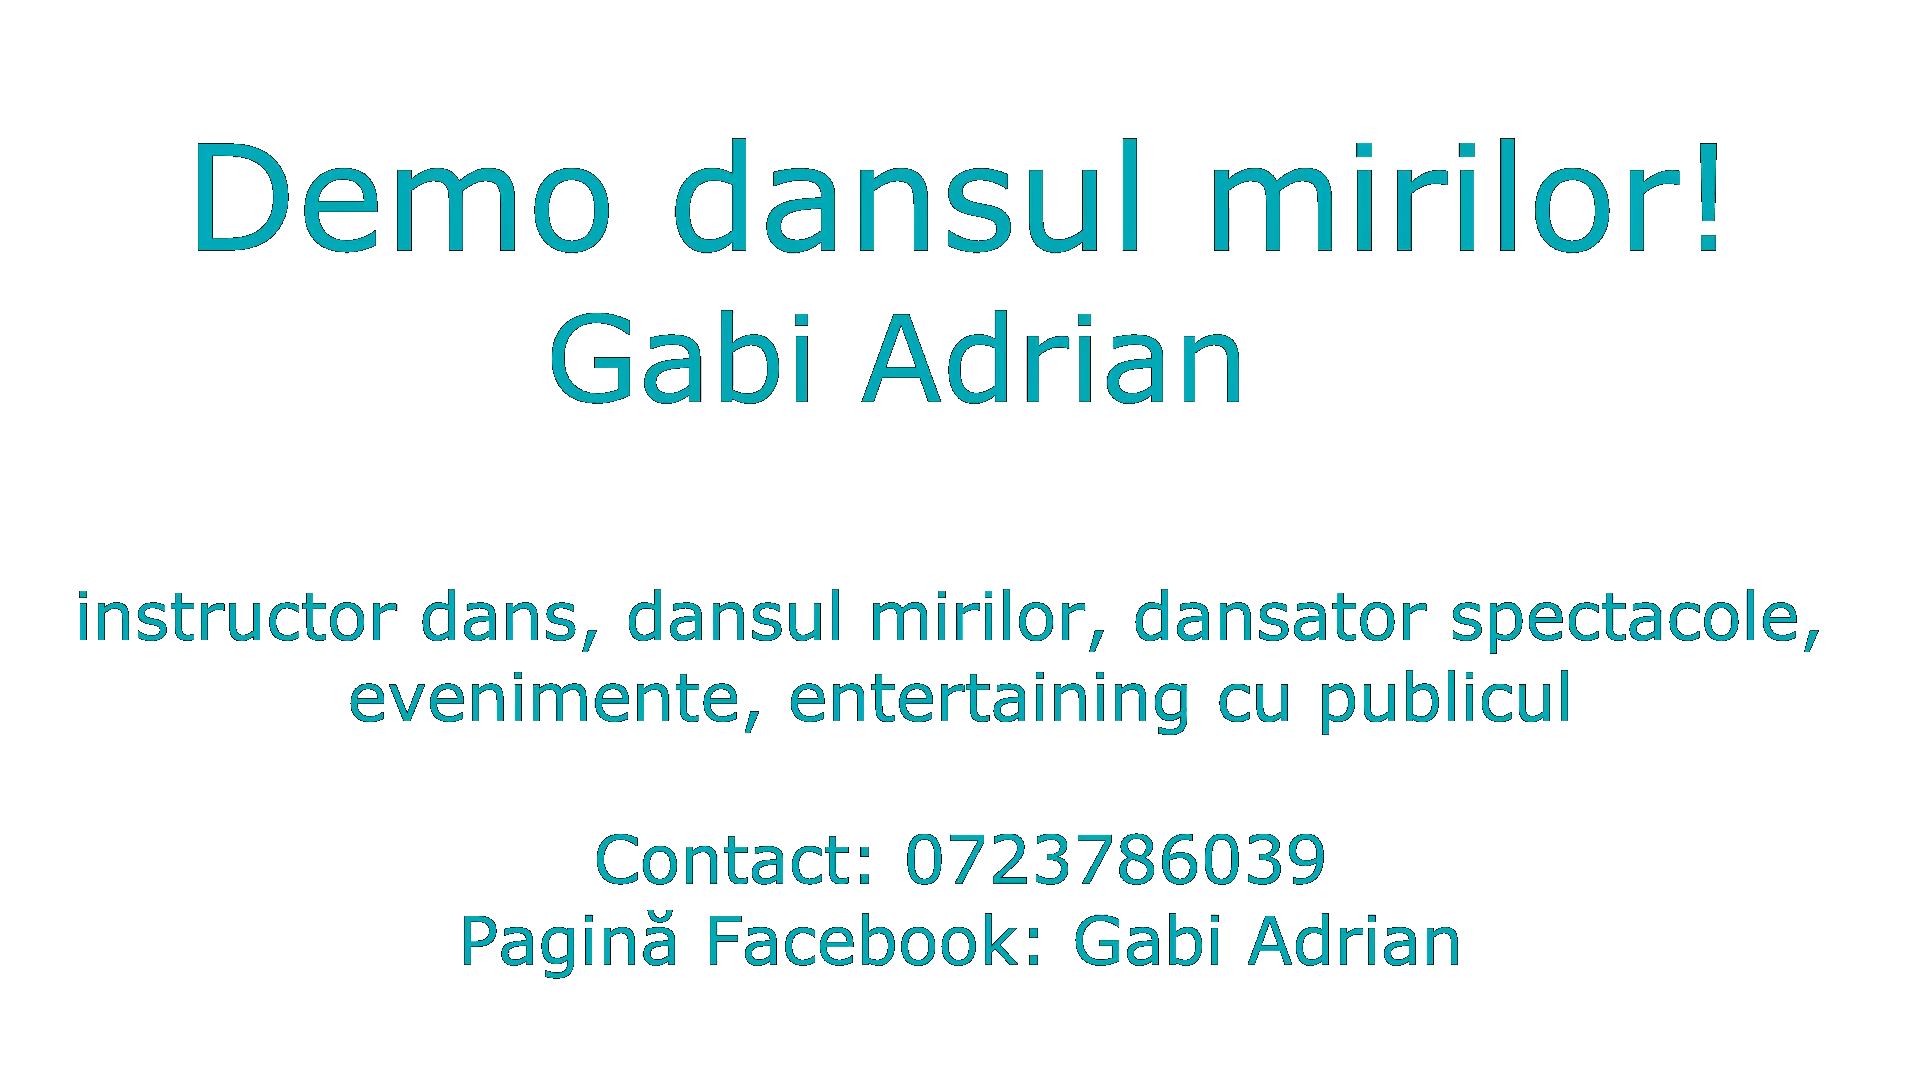 Demo dansul mirilor!
Gabi Adrian
instructor dans, dansul mirilor, dansator spectacole,
evenimente, entertaining cu publicul
Contact: 0723786039
Pagină Facebook: Gabi Adrian